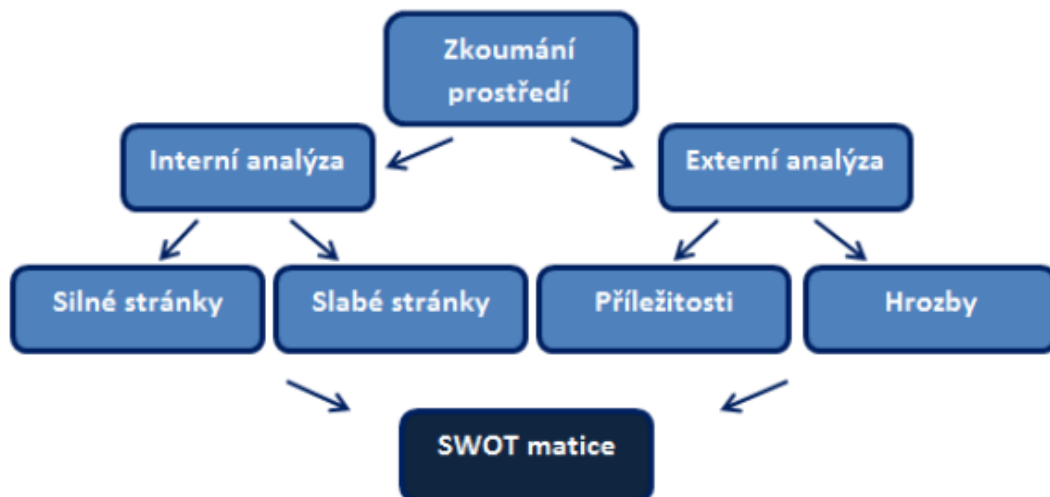 Zkoumání
prostředí
Interní analýza
Externí analýza
Silné stránky
Slabé stránky
Příležitosti
Hrozby
SWOT matice